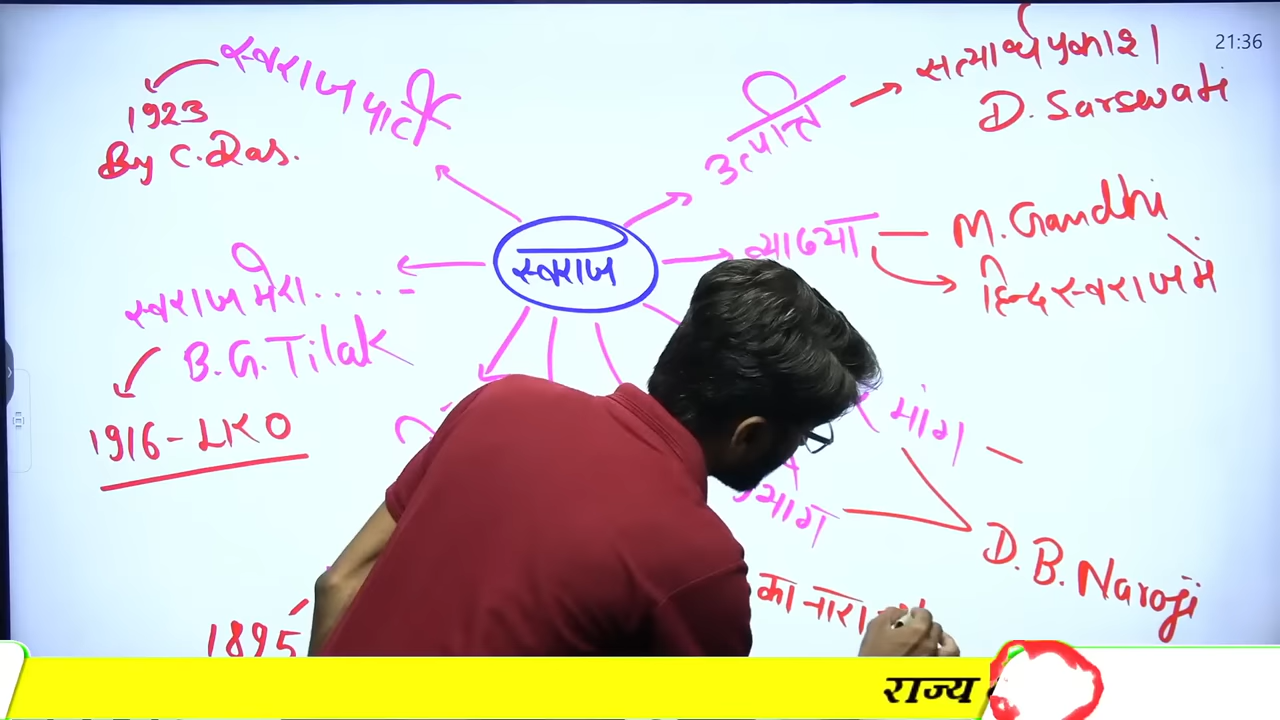 21:36
स्वराज पार्टी
1923
By C. Das.
उत्पत्ति
सत्यार्थ प्रकाश।
D. Sarswati
स्वराज
व्याख्या
M. Gandhi
हिन्द स्वराज में
स्वराज मेरा.....-
B.G. Tilak
1916 - LKO
मांग -
D. B. Naroji
का नारा
1895
राज्य